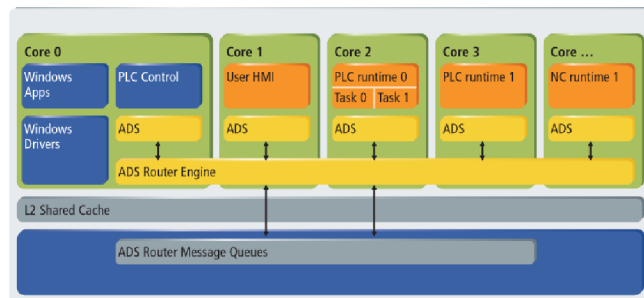 Core 0
Core 1
Core 2
Core 3
Core ...
Windows
Apps
PLC Control
User HMI
PLC runtime 0
Task 0
Task 1
PLC runtime 1
NC runtime 1
Windows
Drivers
ADS
ADS
ADS
ADS
ADS
ADS Router Engine
L2 Shared Cache
ADS Router Message Queues